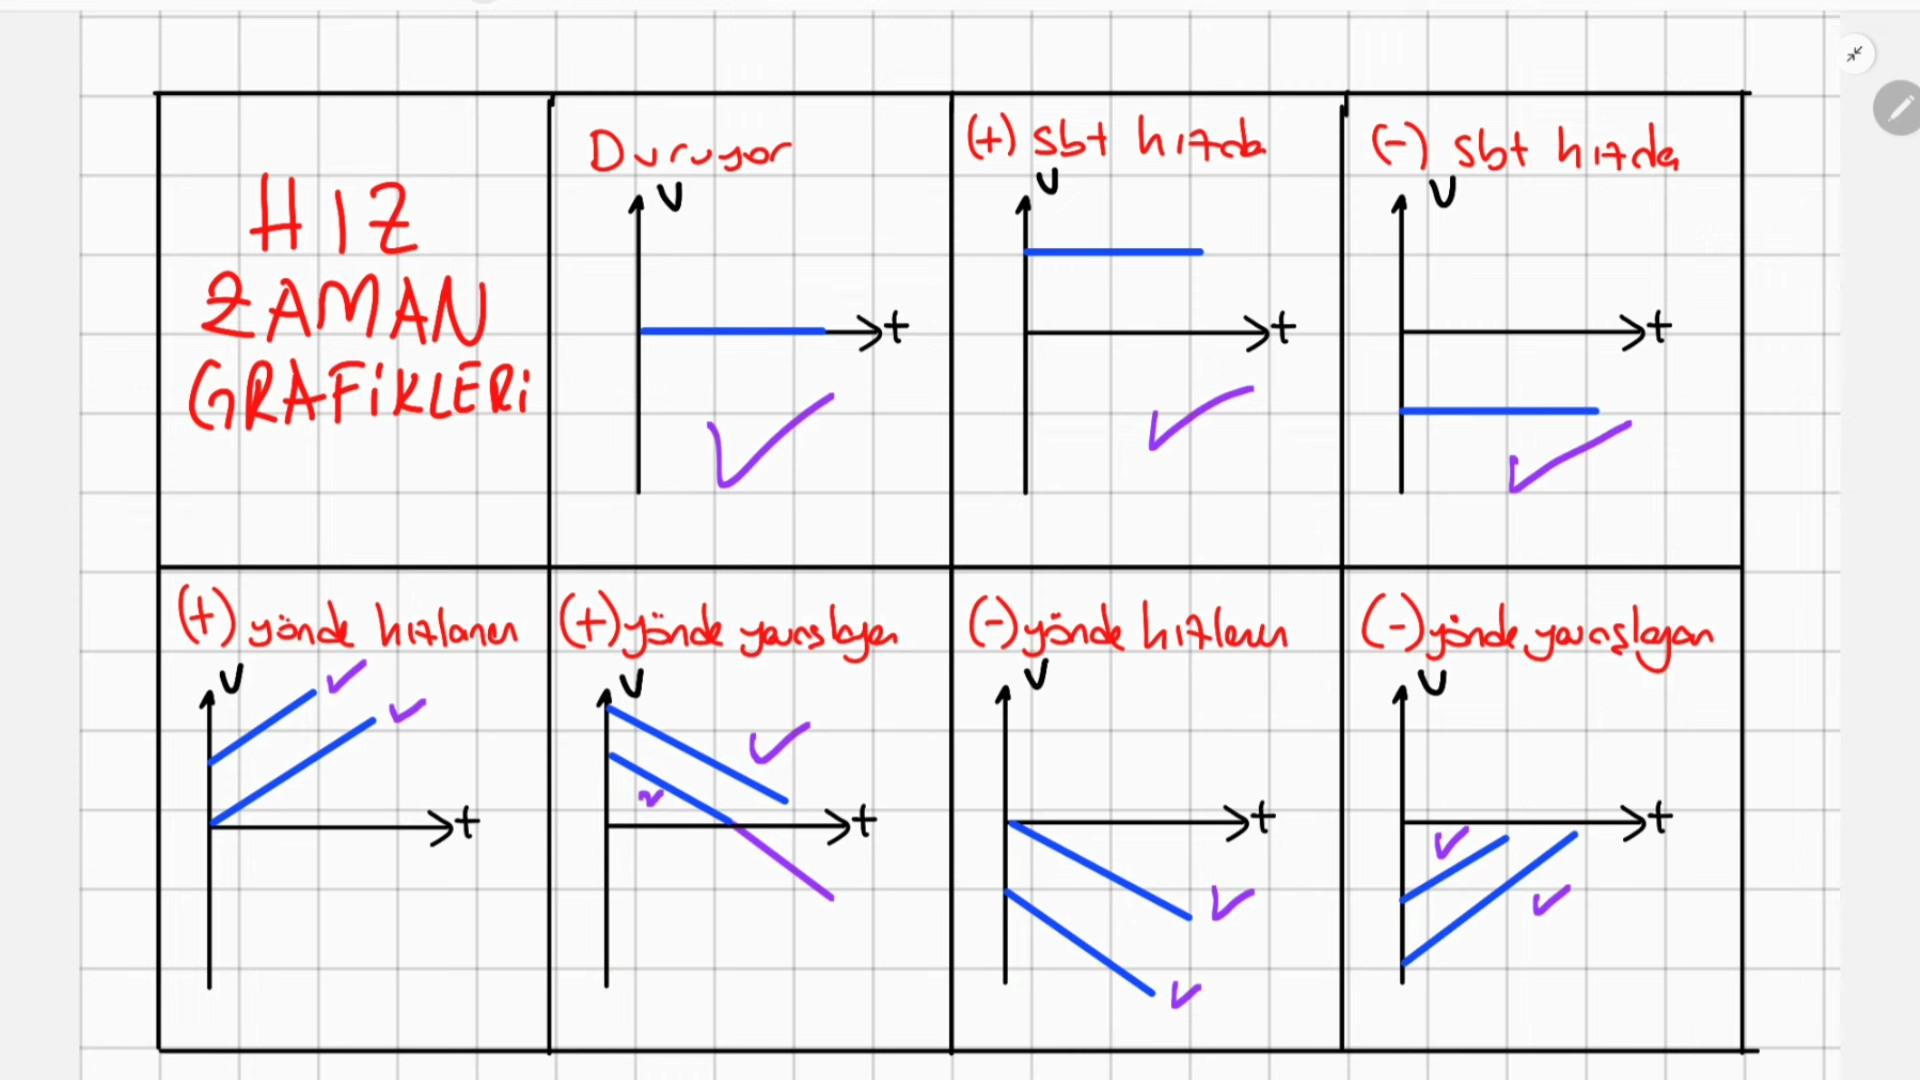 HIZ
ZAMAN
GRAFİKLERİ
Duruyor
V
t
(+) sbt hızda
V
t
(-) sbt hızda
V
t
(+) yönde hızlanan
V
t
(+) yönde yavaşlayan
V
t
(-) yönde hızlanan
V
t
(-) yönde yavaşlayan
V
t